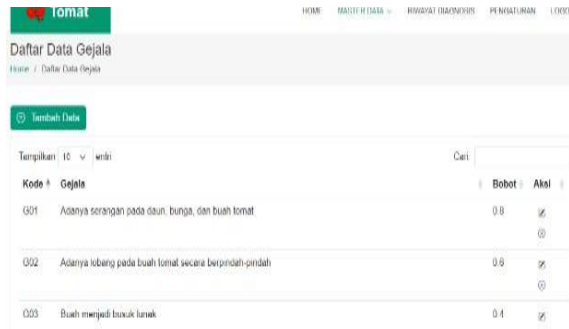 Tomat
HOME MASTER DATA RIWAYAT DIAGNOSIS PENGATURAN
Daftar Data Gejala
Home / Daftar Data Gejala
Tambah Data
Tampilkan 10 entri Cari
Kode Gejala Bobot Aksi
G01 Adanya serangan pada daun, bunga, dan buah tomat 0.8
G02 Adanya lobang pada buah tomat secara berpindah-pindah 0.6
G03 Buah menjadi busuk lunak 0.4